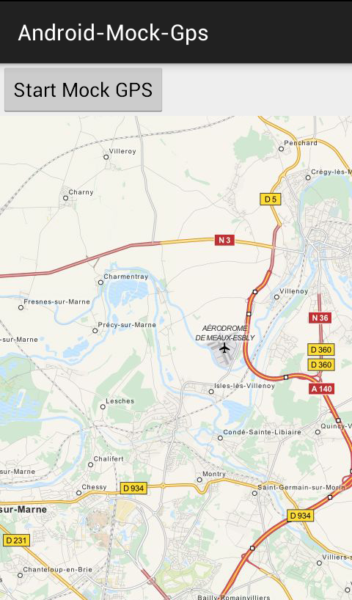 Android-Mock-Gps
Start Mock GPS
Penchard
Villeroy
Crégy-lès-M
Charny
D 5
N 3
Charmentray
Villenoy
Fresnes-sur-Marne
N 36
Précy-sur-Marne
AÉRODROME
DE MEAUX-ESBLY
-sur-Marne
D 360
D 360
Isles-lès-Villenoy
A 140
Lesches
Quincy-V
Condé-Sainte-Libiaire
Chalifert
sur-Marne
Montry
Chessy
D 934
Saint-Germain-sur-Morin
sur-Marne
D 934
D 231
Villiers-s
Chanteloup-en-Brie
Bailly-Romainvilliers